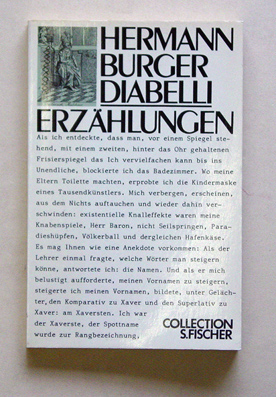 HERMANN
BURGER
DIABELLI
ERZÄHLUNGEN
Als ich entdeckte, dass man, vor einem Spiegel ste-
hend, mit einem zweiten, hinter das Ohr gehaltenen
Frisierspiegel das Ich vervielfachen kann bis ins
Unendliche, blockierte ich das Badezimmer. Wo meine
Eltern Toilette machten, erprobte ich die Kindermaske
eines Tausendkünstlers. Mich verbergen, erscheinen,
aus dem Nichts auftauchen und wieder dahin ver-
schwinden: existentielle Knalleffekte waren meine
Knabenspiele, Herr Baron, nicht Seilspringen, Para-
dieshüpfen, Völkerball und dergleichen Hafenkäse.
Es mag Ihnen wie eine Anekdote vorkommen: Als der
Lehrer einmal fragte, welche Wörter man steigern
könne, antwortete ich: die Namen. Und als er mich
belustigt aufforderte, meinen Vornamen zu steigern,
steigerte ich meinen Vornamen, bildete, unter Geläch-
ter, den Komparativ zu Xaver und den Superlativ zu
Xaver: am Xaversten. Ich war
der Xaverste, der Spottname
wurde zur Rangbezeichnung,
COLLECTION
S.FISCHER